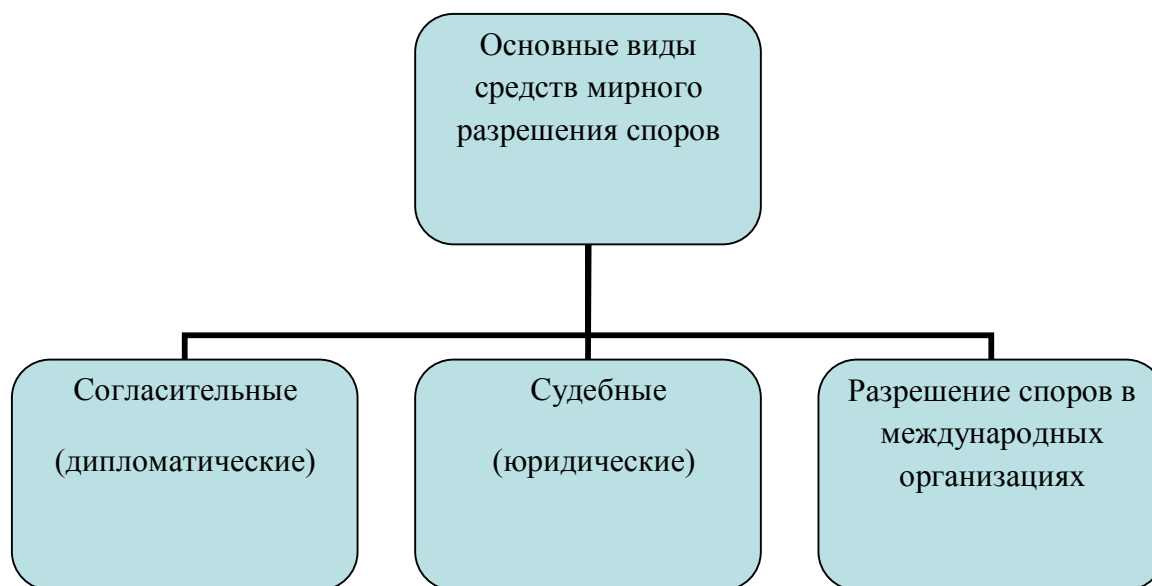 Основные виды
средств мирного
разрешения споров
Согласительные
(дипломатические)
Судебные
(юридические)
Разрешение споров в
международных
организациях